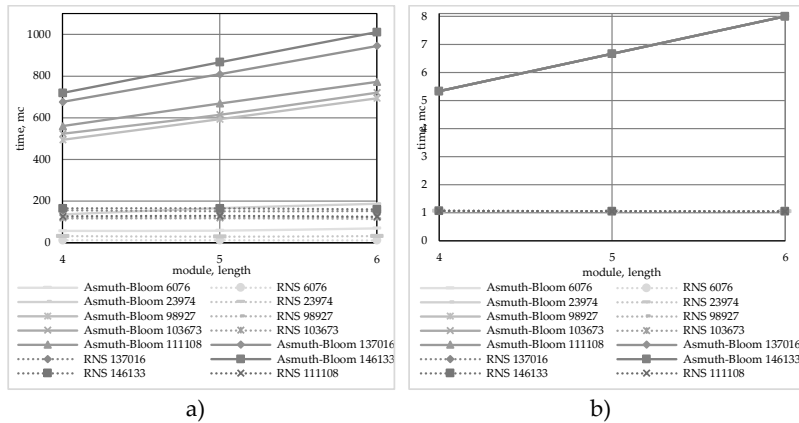 1000
800
600
400
200
0
time, mc
4
5
6
module, length
Asmuth-Bloom 6076
RNS 6076
Asmuth-Bloom 23974
RNS 23974
Asmuth-Bloom 98927
RNS 98927
Asmuth-Bloom 103673
RNS 103673
Asmuth-Bloom 111108
Asmuth-Bloom 137016
RNS 137016
Asmuth-Bloom 146133
RNS 146133
RNS 111108
a)
8
7
6
5
4
3
2
1
0
time, mc
4
5
6
module, length
Asmuth-Bloom 6076
RNS 6076
Asmuth-Bloom 23974
RNS 23974
Asmuth-Bloom 98927
RNS 98927
Asmuth-Bloom 103673
RNS 103673
Asmuth-Bloom 111108
Asmuth-Bloom 137016
RNS 137016
Asmuth-Bloom 146133
RNS 146133
RNS 111108
b)